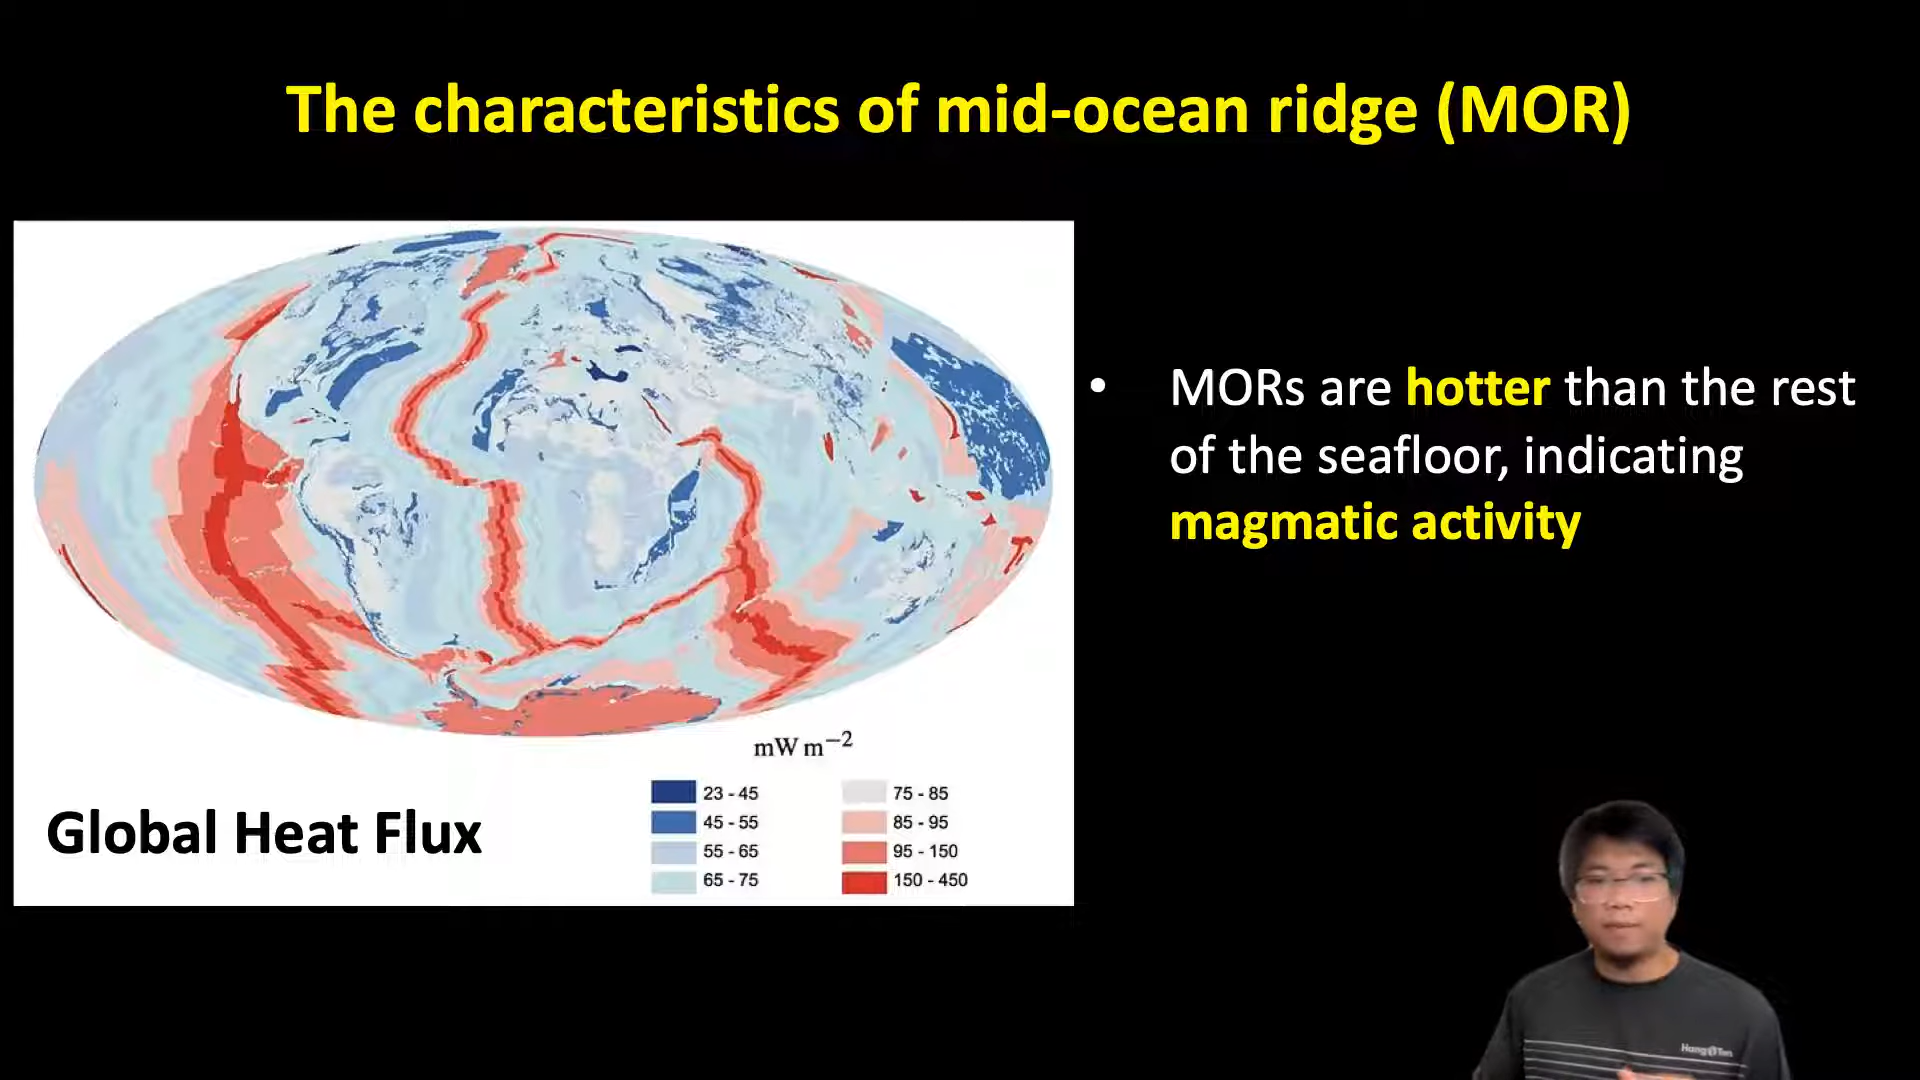 The characteristics of mid-ocean ridge (MOR)
• MORs are hotter than the rest
of the seafloor, indicating
magmatic activity
mW m−2
23 - 45
45 - 55
55 - 65
65 - 75
75 - 85
85 - 95
95 - 150
150 - 450
Global Heat Flux
Hang Ten